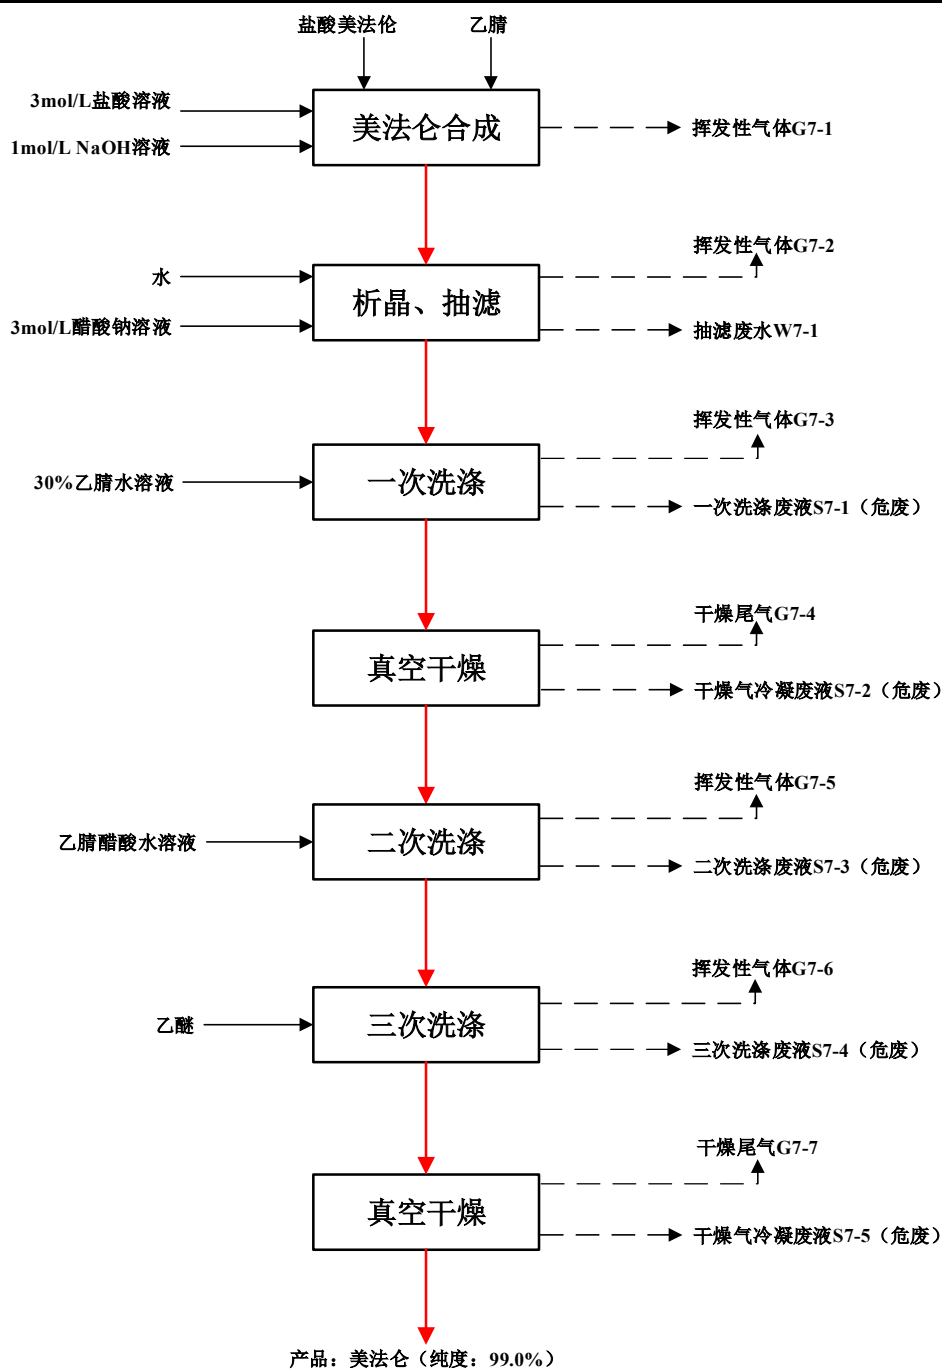 盐酸美法仑
乙腈
3mol/L盐酸溶液
1mol/L NaOH溶液
美法仑合成
挥发性气体G7-1
水
3mol/L醋酸钠溶液
析晶、抽滤
挥发性气体G7-2
抽滤废水W7-1
30%乙腈水溶液
一次洗涤
挥发性气体G7-3
一次洗涤废液S7-1（危废）
真空干燥
干燥尾气G7-4
干燥气冷凝废液S7-2（危废）
乙腈醋酸水溶液
二次洗涤
挥发性气体G7-5
二次洗涤废液S7-3（危废）
乙醚
三次洗涤
挥发性气体G7-6
三次洗涤废液S7-4（危废）
真空干燥
干燥尾气G7-7
干燥气冷凝废液S7-5（危废）
产品：美法仑（纯度：99.0%）